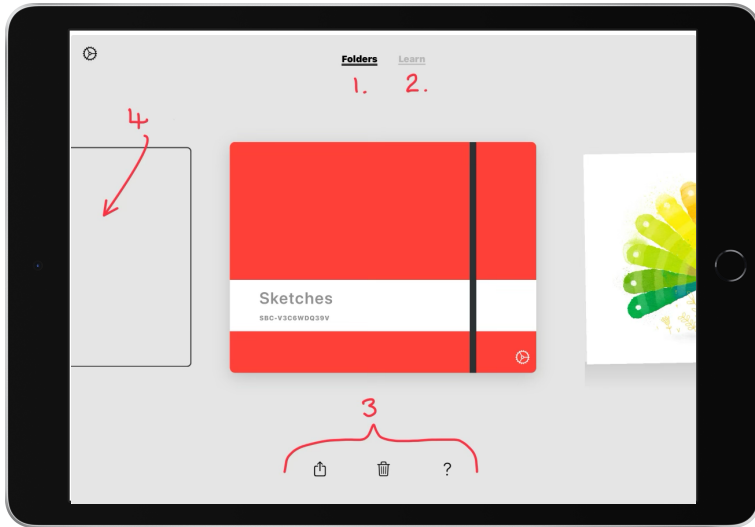 Folders Learn
1. 2.
4
Sketches
SBC-V3C6WDQ39V
3
?